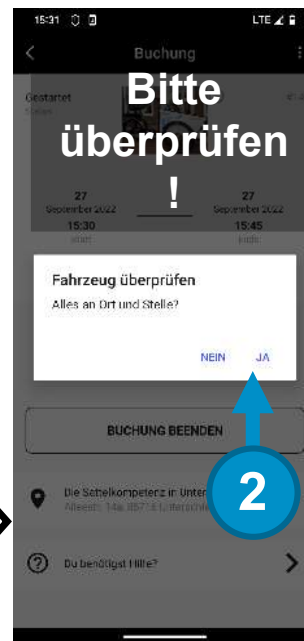 15:31
LTE
Buchung
Gestartet
Bitte
überprüfen
!
27
September 2022
15:30
27
September 2022
15:45
Fahrzeug überprüfen
Alles an Ort und Stelle?
NEIN
JA
BUCHUNG BEENDEN
2
Die Sattelkompetenz in Unter
Du benötigst Hilfe?